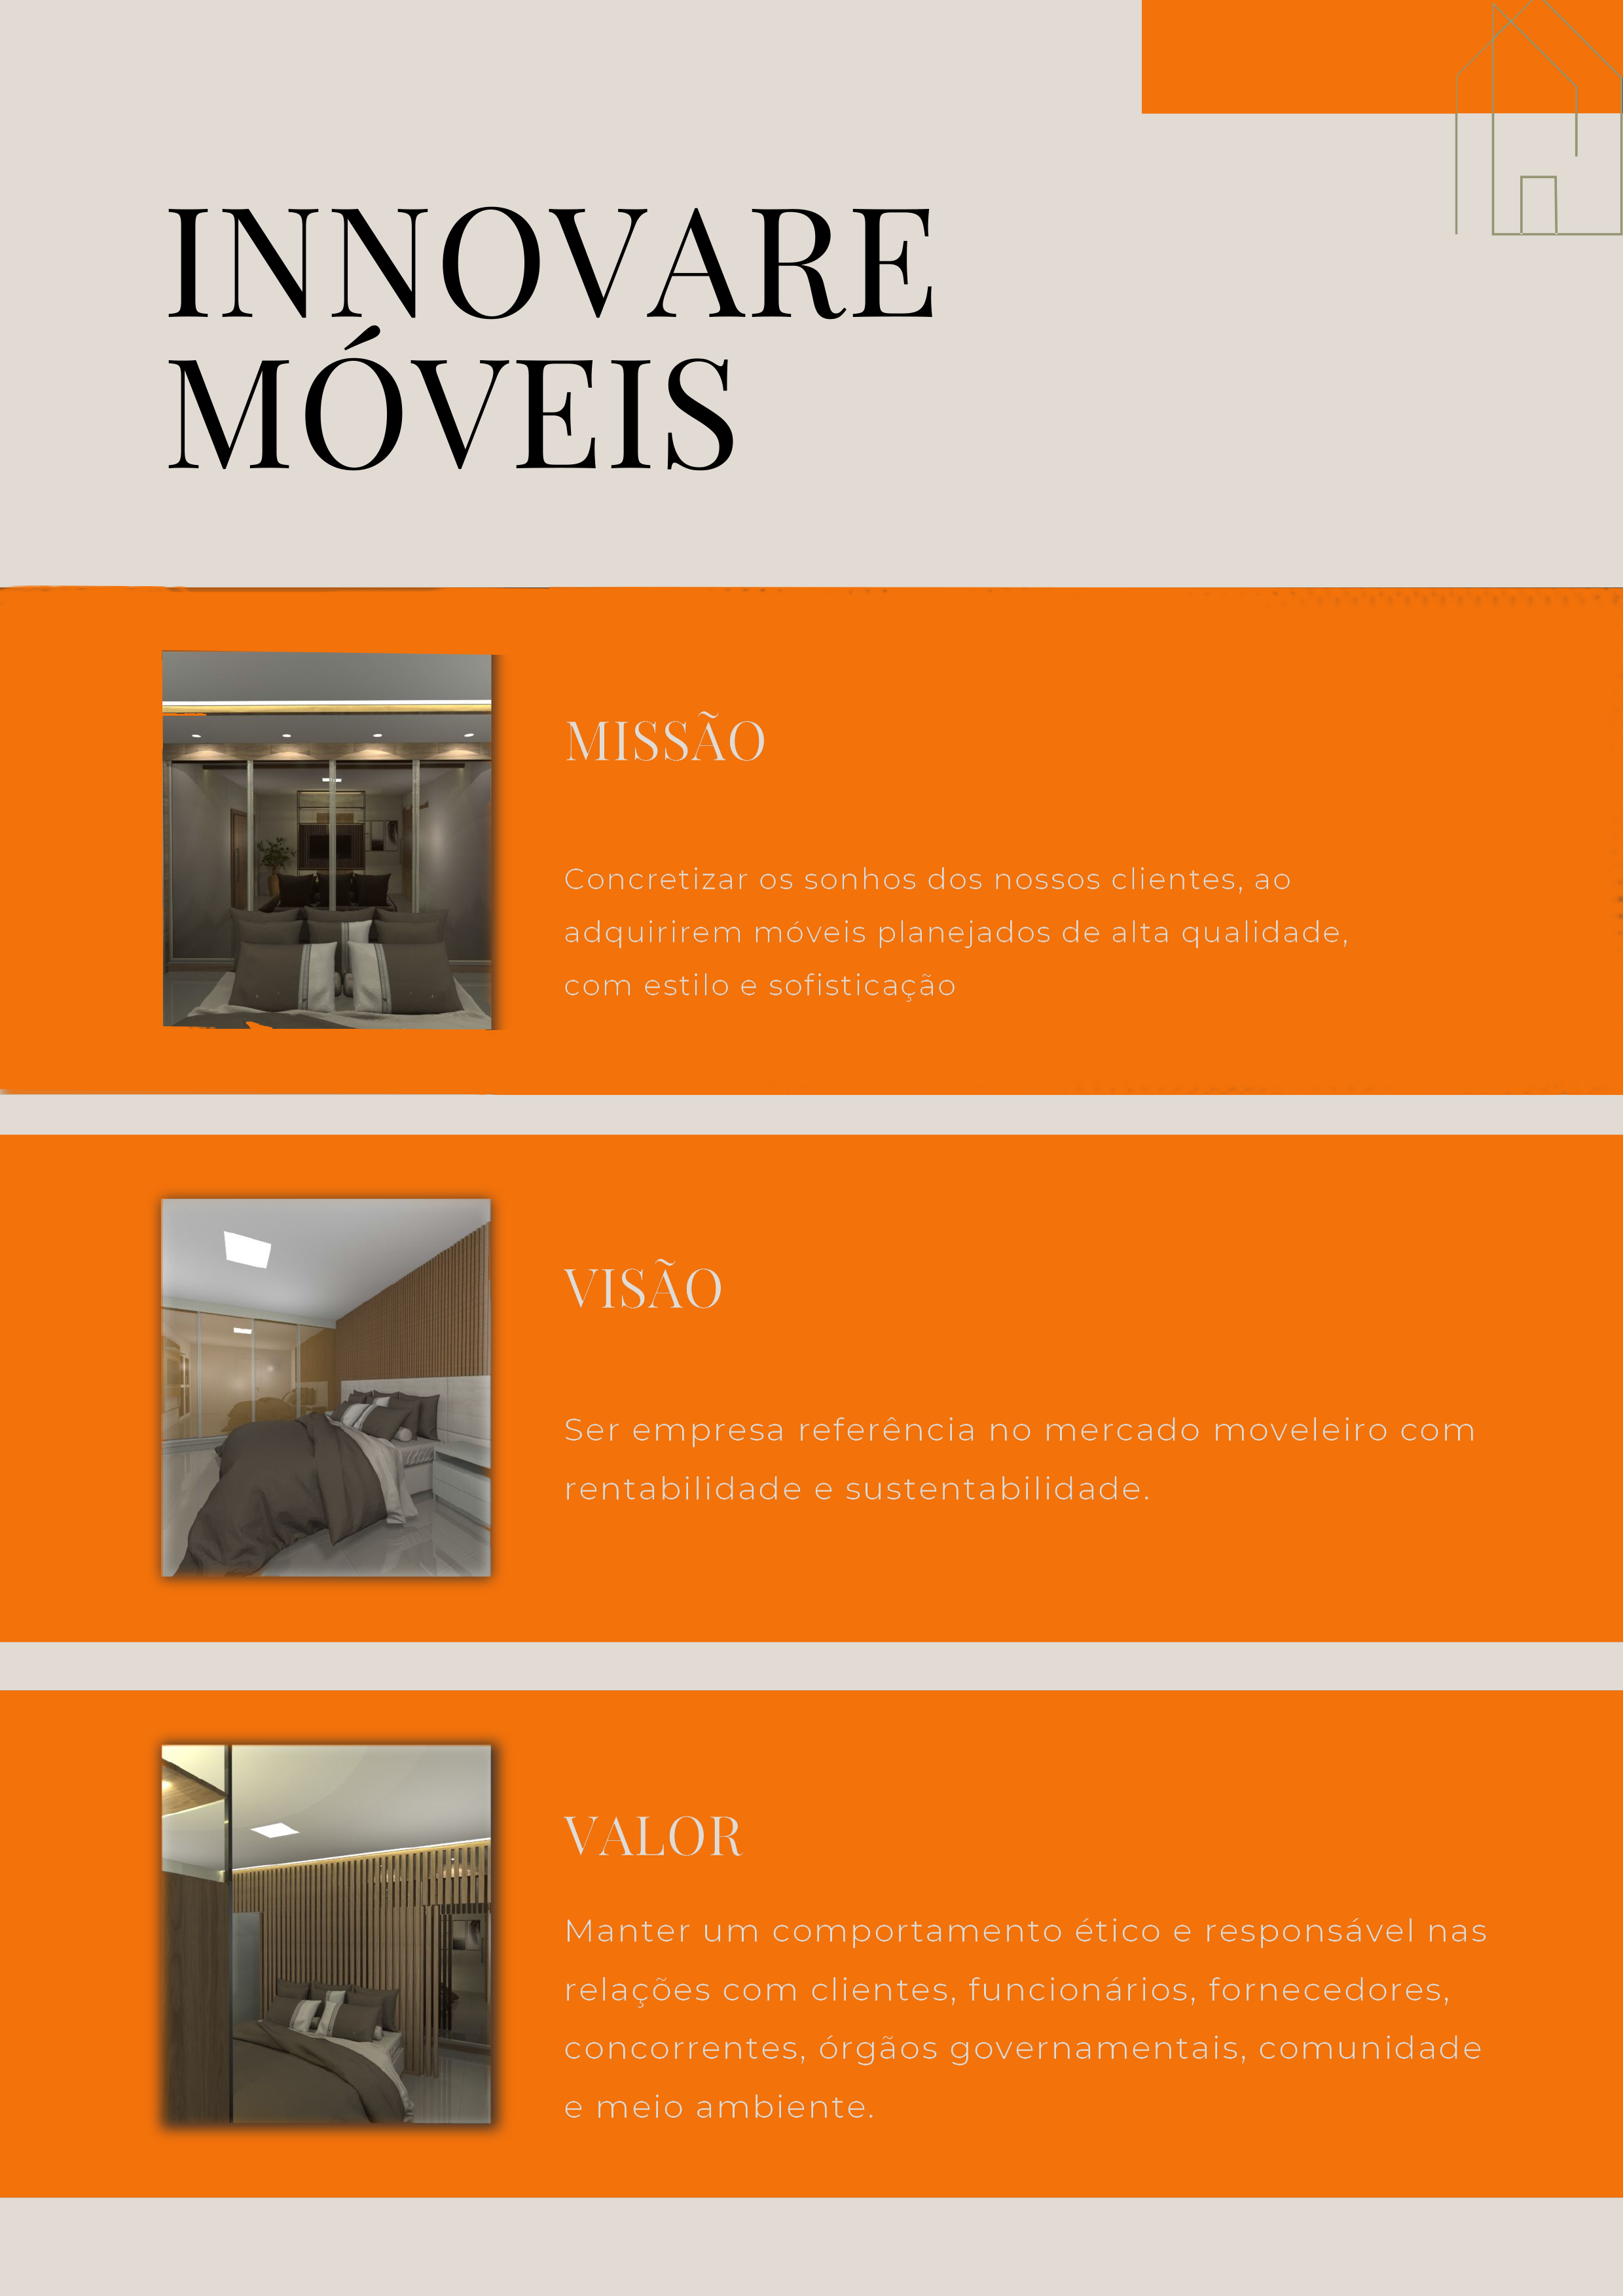 INNOVARE
MÓVEIS
MISSÃO
Concretizar os sonhos dos nossos clientes, ao
adquirirem móveis planejados de alta qualidade,
com estilo e sofisticação
VISÃO
Ser empresa referência no mercado moveleiro com
rentabilidade e sustentabilidade.
VALOR
Manter um comportamento ético e responsável nas
relações com clientes, funcionários, fornecedores,
concorrentes, órgãos governamentais, comunidade
e meio ambiente.